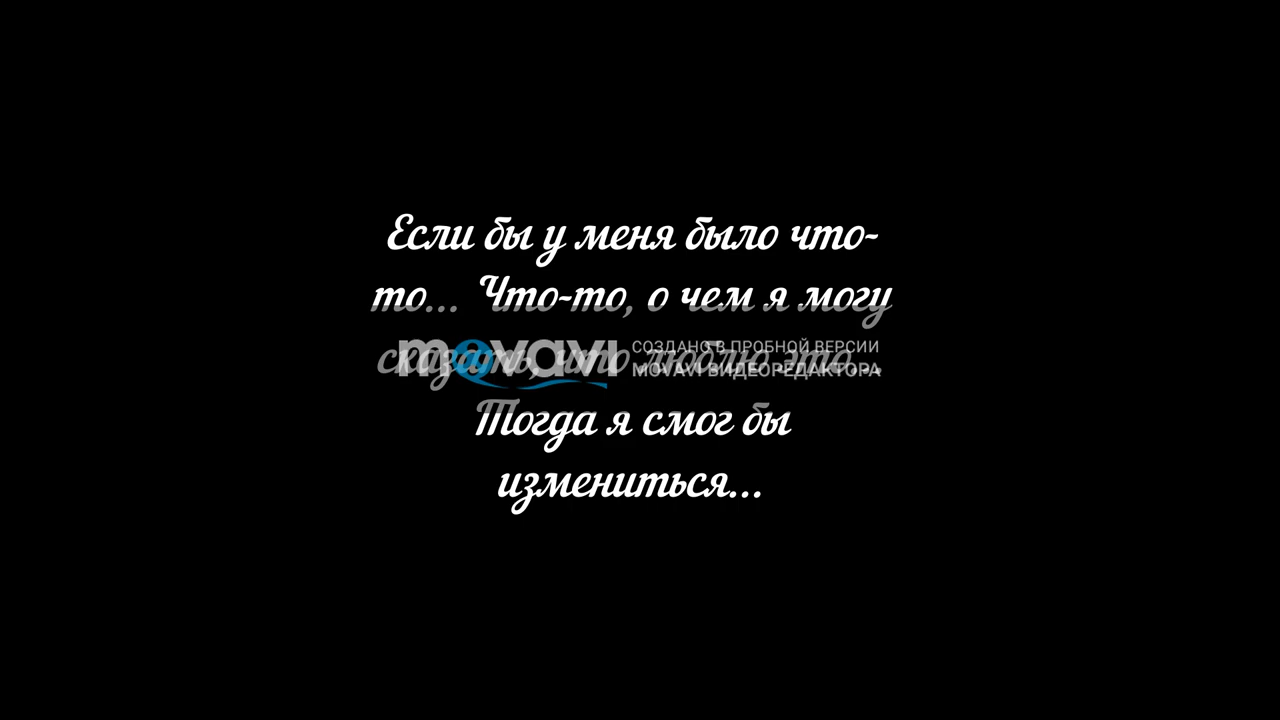 Если бы у меня было что-
то... Что-то, о чем я могу
сказать, что люблю это...
movavi
СОЗДАНО В ПРОБНОЙ ВЕРСИИ
MOVAVI ВИДЕОРЕДАКТОРА
Тогда я смог бы
измениться...